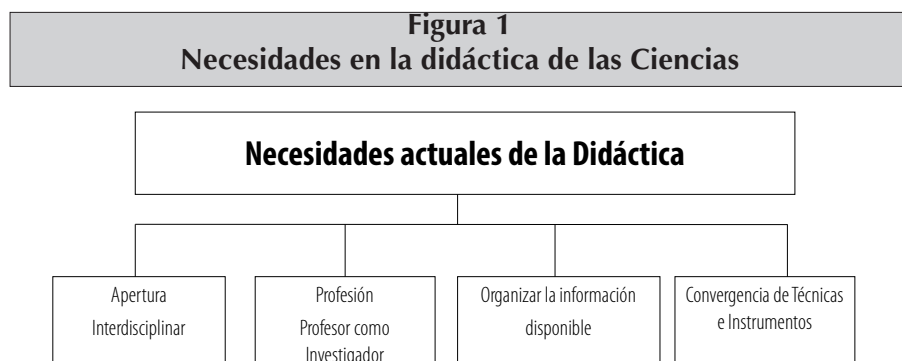 Figura 1
Necesidades en la didáctica de las Ciencias
Necesidades actuales de la Didáctica
Apertura
Interdisciplinar
Profesión
Profesor como
Investigador
Organizar la información
disponible
Convergencia de Técnicas
e Instrumentos